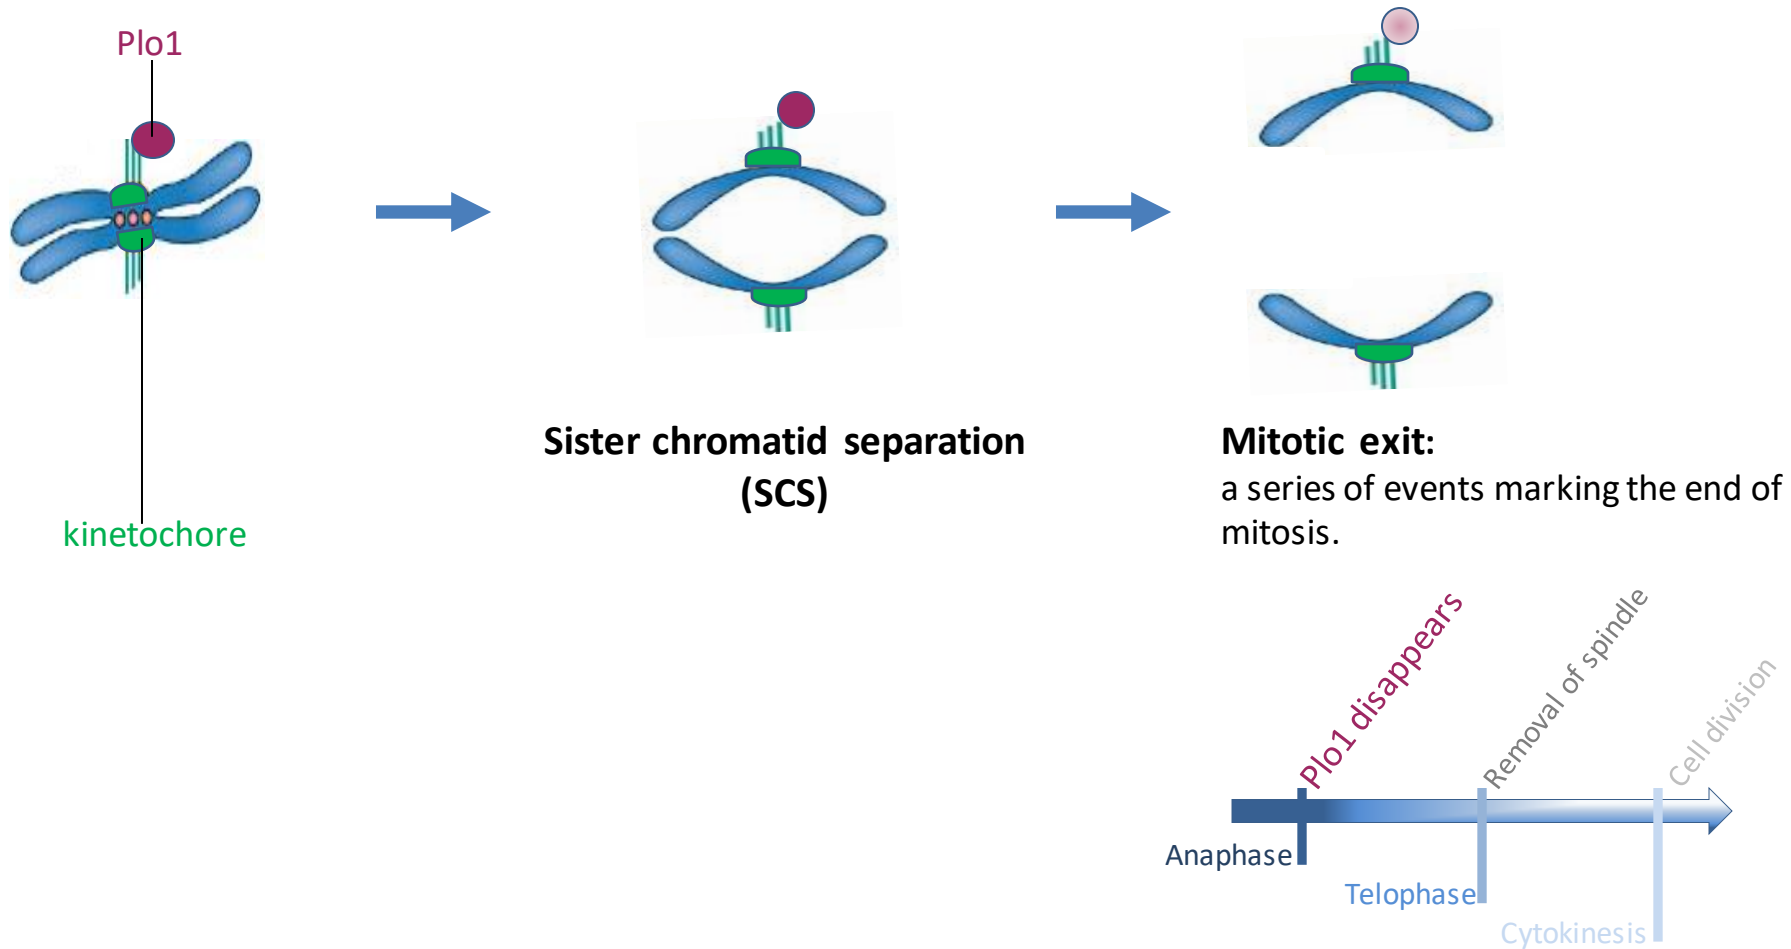 Plo1
kinetochore
Sister chromatid separation
(SCS)
Mitotic exit:
a series of events marking the end of
mitosis.
Plo1 disappears
Removal of spindle
Cell division
Anaphase
Telophase
Cytokinesis